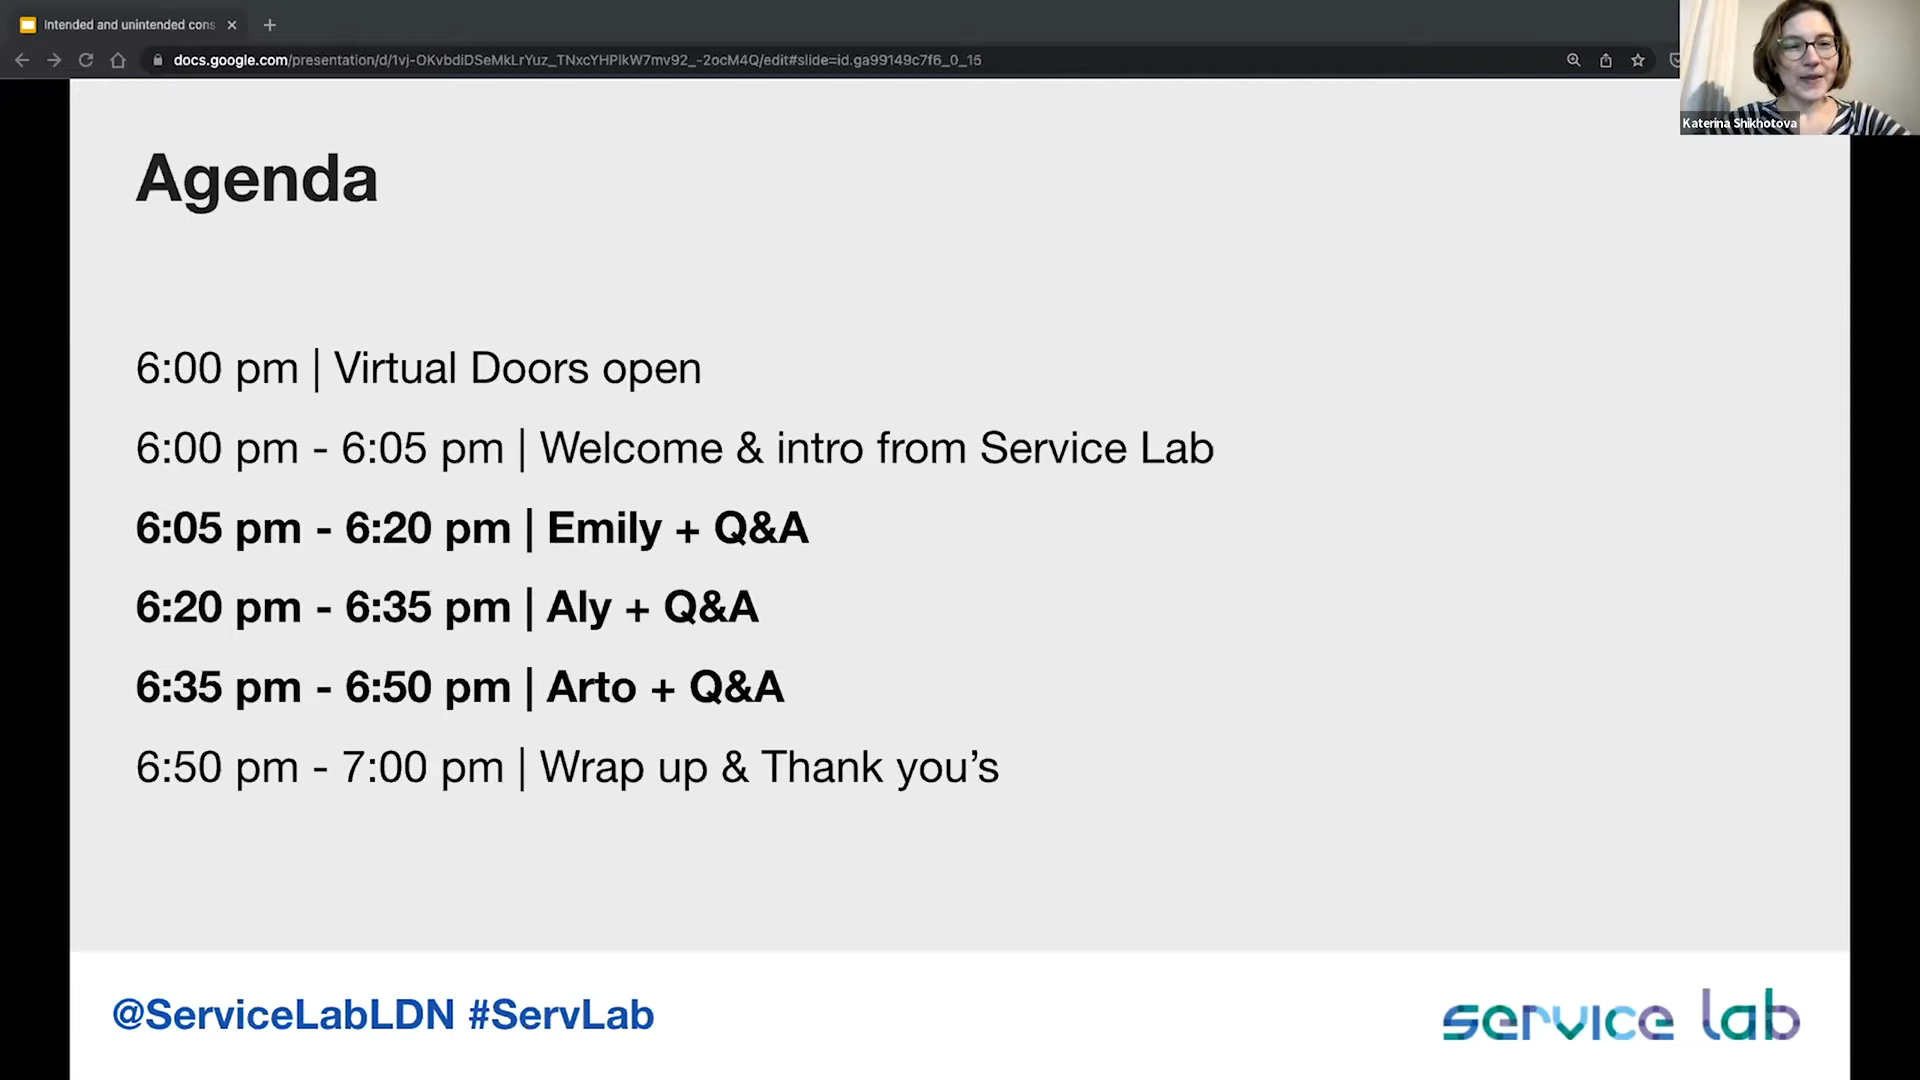 Intended and unintended cons
docs.google.com/presentation/d/1vj-OKvbdiDSeMkLrYuz_TNxcYHPlkW7mv92_-2ocM4Q/edit#slide=id.ga99149c7f6_0_15
Katerina Shikhotova
Agenda
6:00 pm | Virtual Doors open
6:00 pm - 6:05 pm | Welcome & intro from Service Lab
6:05 pm - 6:20 pm | Emily + Q&A
6:20 pm - 6:35 pm | Aly + Q&A
6:35 pm - 6:50 pm | Arto + Q&A
6:50 pm - 7:00 pm | Wrap up & Thank you’s
@ServiceLabLDN #ServLab
service lab